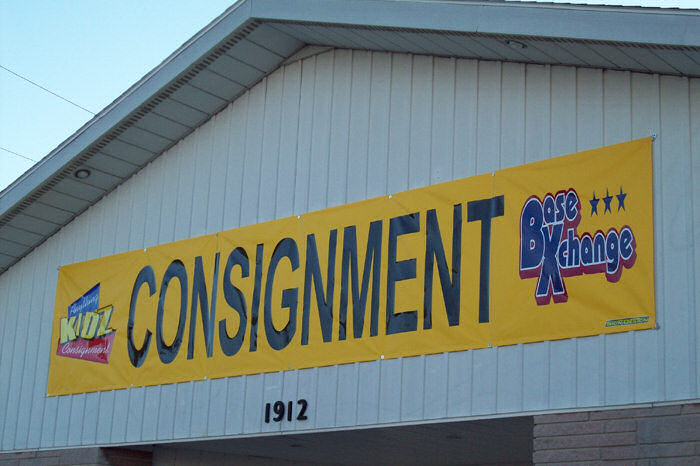 KIDZ
Consignment
CONSIGNMENT
Base
Xchange
1912